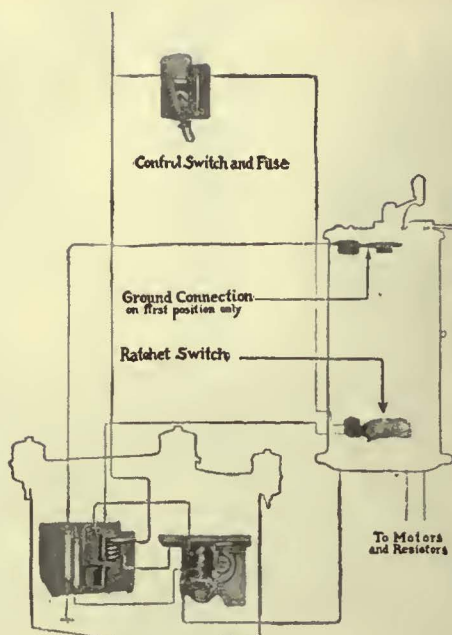 Control Switch and Fuse
Ground Connection
on first position only
Ratchet Switch
To Motors
and Resistors